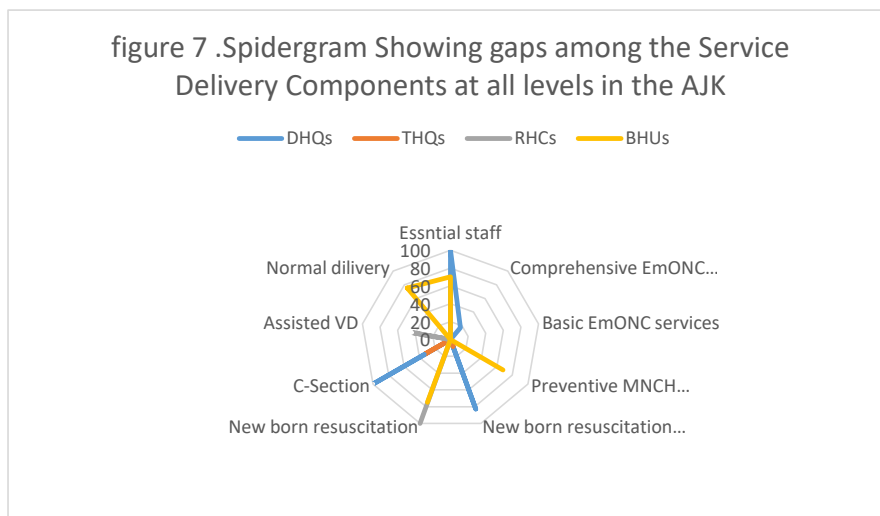 figure 7 .Spidergram Showing gaps among the Service
Delivery Components at all levels in the AJK
DHQs THQs RHCs BHUs
Essntial staff
100
80
60
40
20
0
Comprehensive EmONC...
Basic EmONC services
Preventive MNCH...
New born resuscitation...
New born resuscitation
C-Section
Assisted VD
Normal dilivery